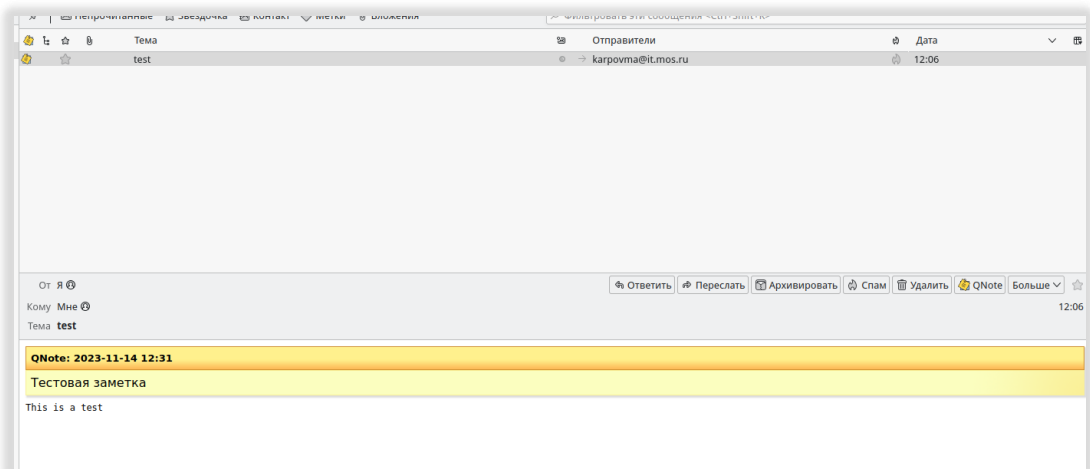 Непрочитанные Звездочка Контакт Метки Вложения Фильтровать эти сообщения <Ctrl+Shift+K>
Тема Отправители Дата
test karpovma@it.mos.ru 12:06
От Я Ответить Переслать Архивировать Спам Удалить QNote Больше
Кому Мне 12:06
Тема test
QNote: 2023-11-14 12:31
Тестовая заметка
This is a test